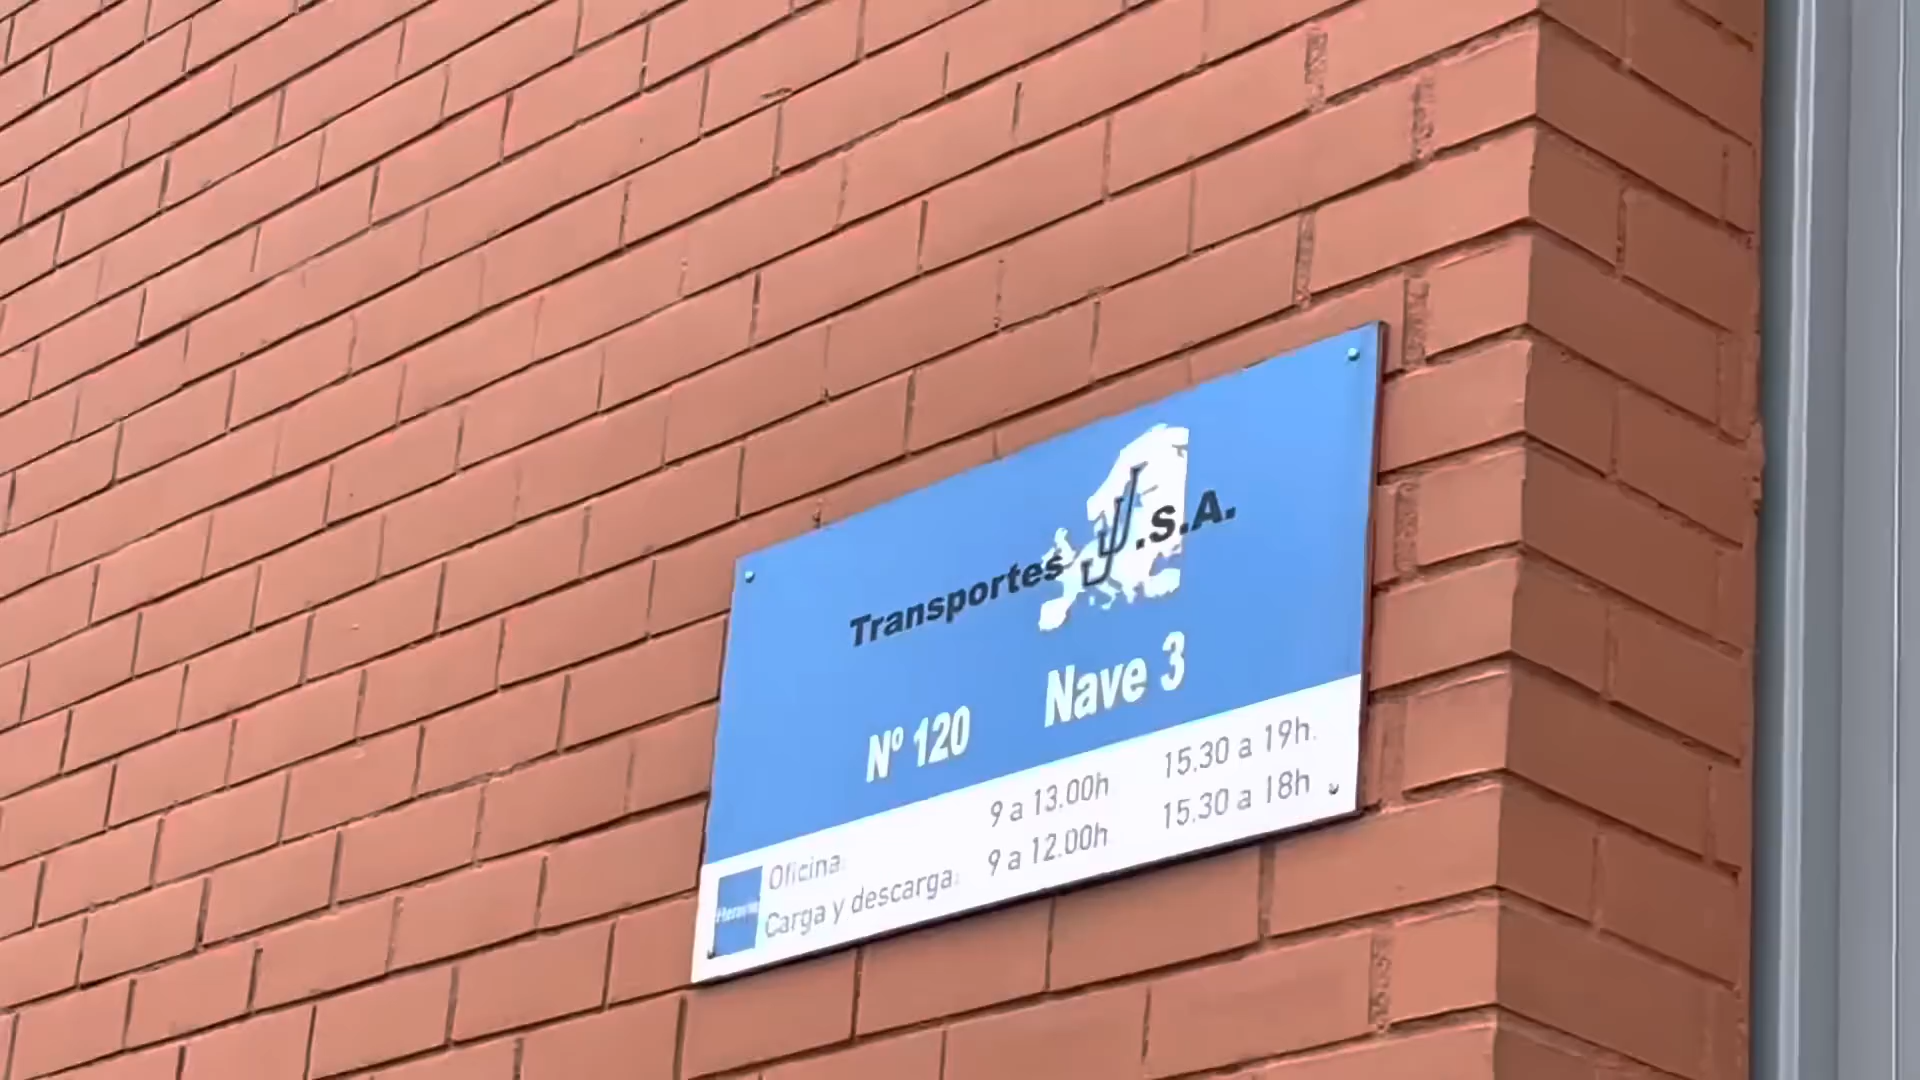 Transportes JJ.S.A.
Nº 120 Nave 3
Oficina: 9 a 13.00h 15.30 a 19h.
Carga y descarga: 9 a 12.00h 15.30 a 18h